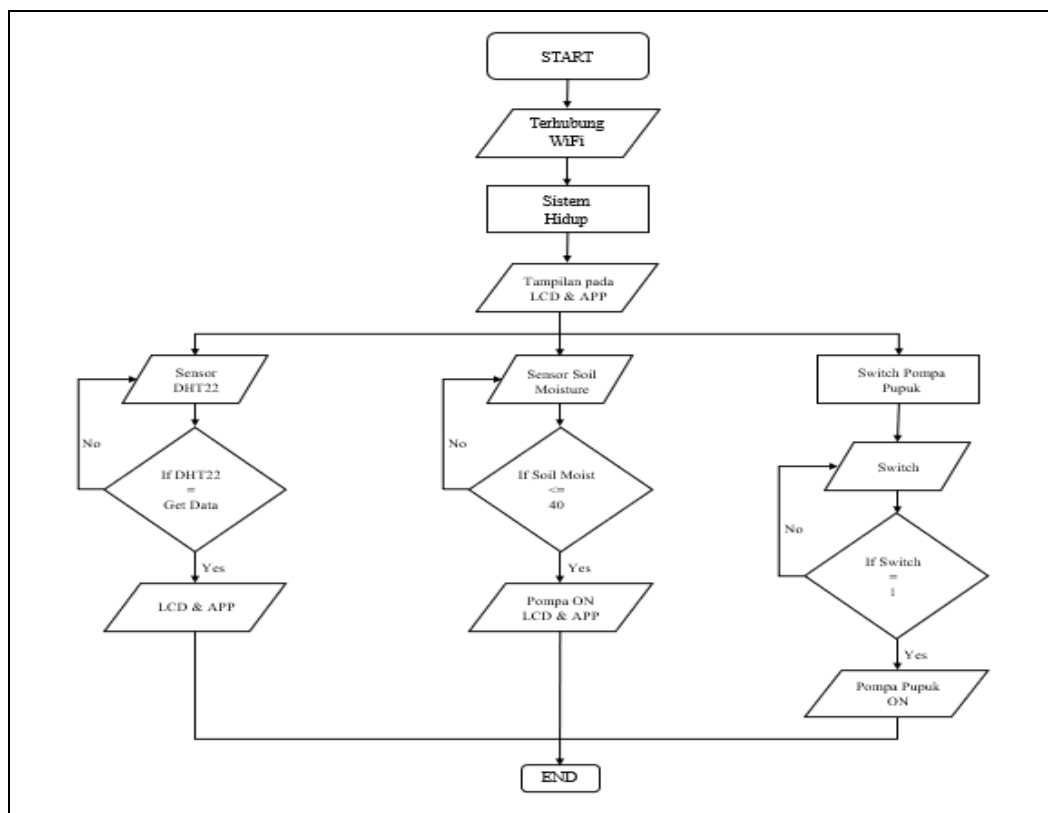 START
Terhubung
WiFi
Sistem
Hidup
Tampilan pada
LCD & APP
Sensor
DHT22
No
If DHT22
=
Get Data
Yes
LCD & APP
Sensor Soil
Moisture
No
If Soil Moist
<=
40
Yes
Pompa ON
LCD & APP
Switch Pompa
Pupuk
Switch
No
If Switch
=
1
Yes
Pompa Pupuk
ON
END